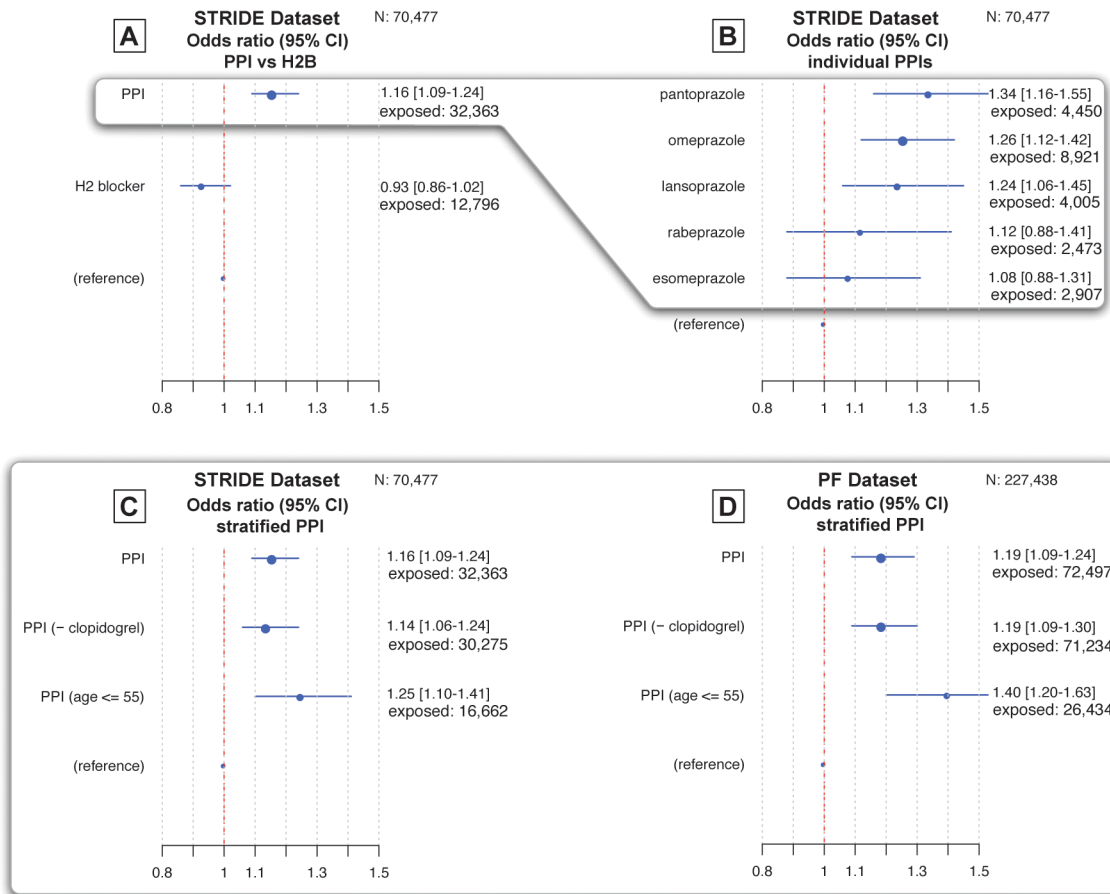 A
STRIDE Dataset
N: 70,477
Odds ratio (95% CI)
PPI vs H2B
PPI
1.16 [1.09-1.24]
exposed: 32,363
H2 blocker
0.93 [0.86-1.02]
exposed: 12,796
(reference)
0.8 1 1.1 1.3 1.5
B
STRIDE Dataset
N: 70,477
Odds ratio (95% CI)
individual PPIs
pantoprazole
1.34 [1.16-1.55]
exposed: 4,450
omeprazole
1.26 [1.12-1.42]
exposed: 8,921
lansoprazole
1.24 [1.06-1.45]
exposed: 4,005
rabeprazole
1.12 [0.88-1.41]
exposed: 2,473
esomeprazole
1.08 [0.88-1.31]
exposed: 2,907
(reference)
0.8 1 1.1 1.3 1.5
C
STRIDE Dataset
N: 70,477
Odds ratio (95% CI)
stratified PPI
PPI
1.16 [1.09-1.24]
exposed: 32,363
PPI (− clopidogrel)
1.14 [1.06-1.24]
exposed: 30,275
PPI (age <= 55)
1.25 [1.10-1.41]
exposed: 16,662
(reference)
0.8 1 1.1 1.3 1.5
D
PF Dataset
N: 227,438
Odds ratio (95% CI)
stratified PPI
PPI
1.19 [1.09-1.24]
exposed: 72,497
PPI (− clopidogrel)
1.19 [1.09-1.30]
exposed: 71,234
PPI (age <= 55)
1.40 [1.20-1.63]
exposed: 26,434
(reference)
0.8 1 1.1 1.3 1.5